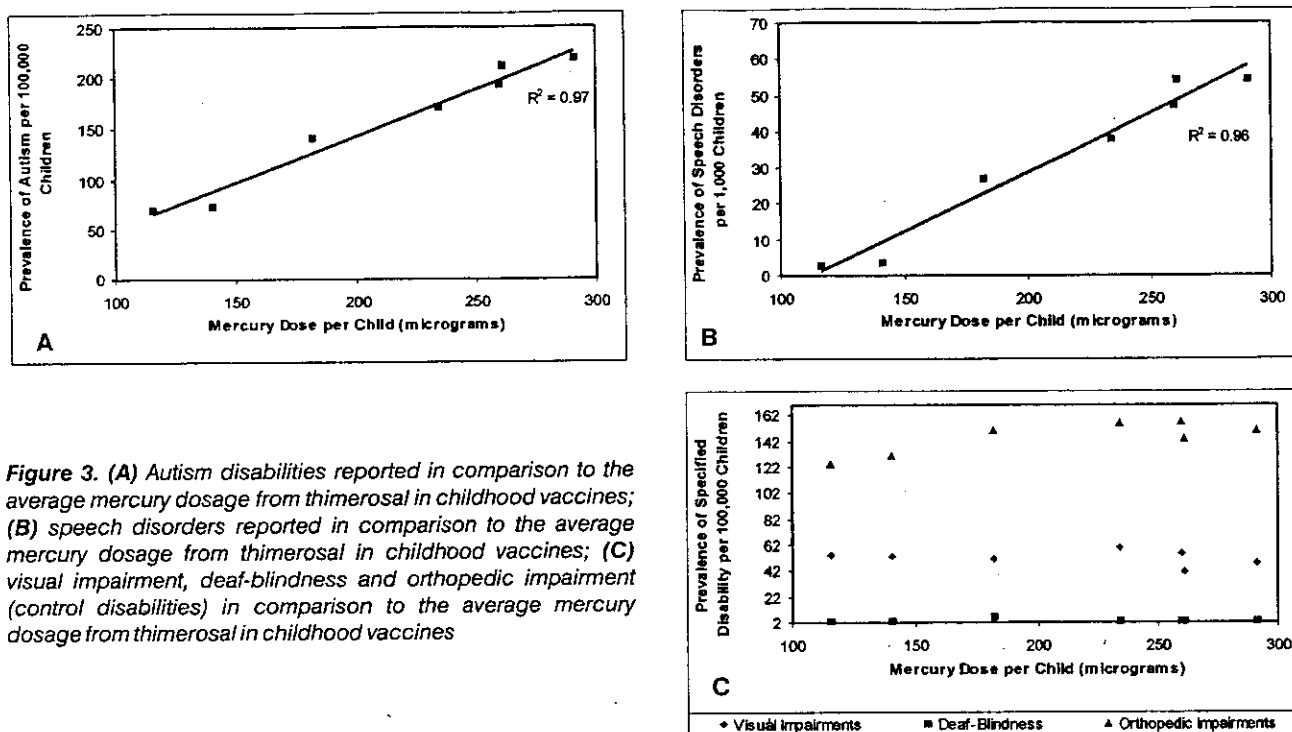 Prevalence of Autism per 100,000
Children
250
200
150
100
50
0
R² = 0.97
100 150 200 250 300
Mercury Dose per Child (micrograms)
A
Prevalence of Speech Disorders
per 1,000 Children
70
60
50
40
30
20
10
0
R² = 0.96
100 150 200 250 300
Mercury Dose per Child (micrograms)
B
Figure 3. (A) Autism disabilities reported in comparison to the
average mercury dosage from thimerosal in childhood vaccines;
(B) speech disorders reported in comparison to the average
mercury dosage from thimerosal in childhood vaccines; (C)
visual impairment, deaf-blindness and orthopedic impairment
(control disabilities) in comparison to the average mercury
dosage from thimerosal in childhood vaccines
Prevalence of Specified
Disability per 100,000 Children
162
142
122
102
82
62
42
22
2
100 150 200 250 300
Mercury Dose per Child (micrograms)
C
Visual Impairments Deaf-Blindness Orthopedic Impairments